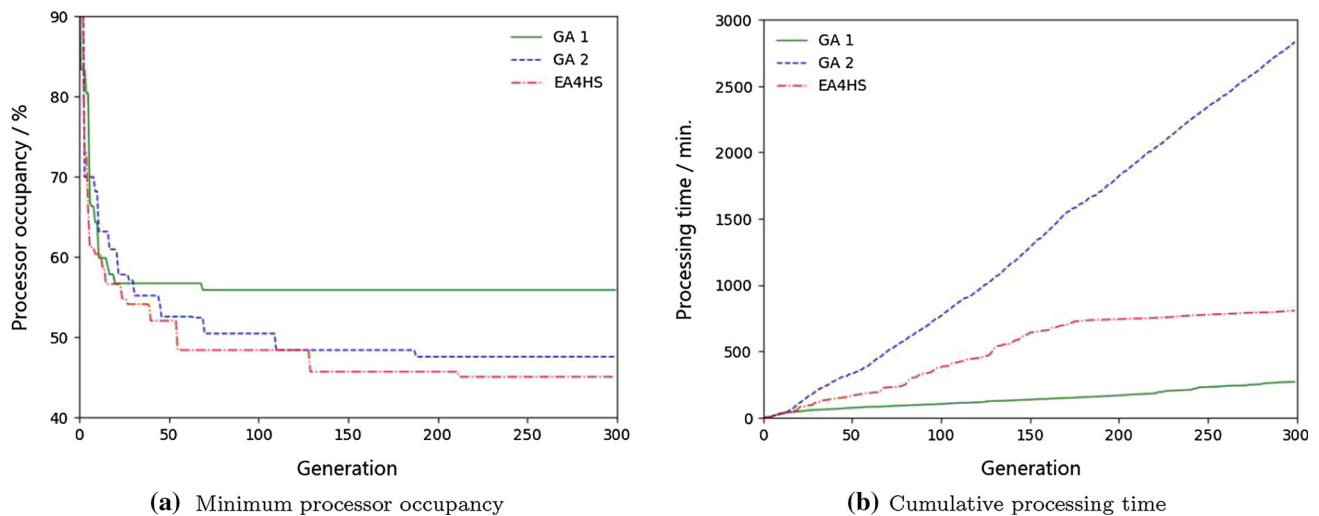 90
80
70
60
50
40
Processor occupancy / %
GA 1
GA 2
EA4HS
0
50
100
150
200
250
300
Generation
(a) Minimum processor occupancy
3000
2500
2000
1500
1000
500
0
Processing time / min.
GA 1
GA 2
EA4HS
0
50
100
150
200
250
300
Generation
(b) Cumulative processing time